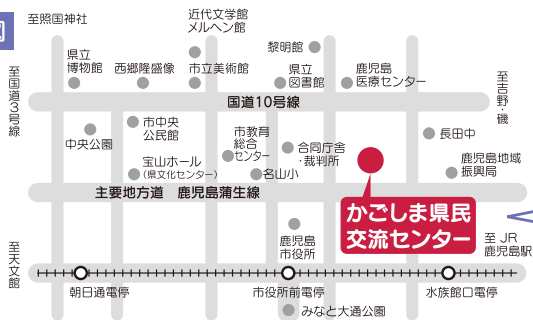 図
至照国神社
近代文学館
メルヘン館
黎明館
県立
博物館
西郷隆盛像
市立美術館
県立
図書館
鹿児島
医療センター
至国道3号線
至吉野・磯
国道10号線
中央公園
市中央
公民館
市教育
総合
センター
合同庁舎
・裁判所
長田中
宝山ホール
(県文化センター)
名山小
鹿児島地域
振興局
主要地方道 鹿児島蒲生線
かごしま県民
交流センター
鹿児島
市役所
至 JR
鹿児島駅
至天文館
朝日通電停
市役所前電停
水族館口電停
みなと大通公園